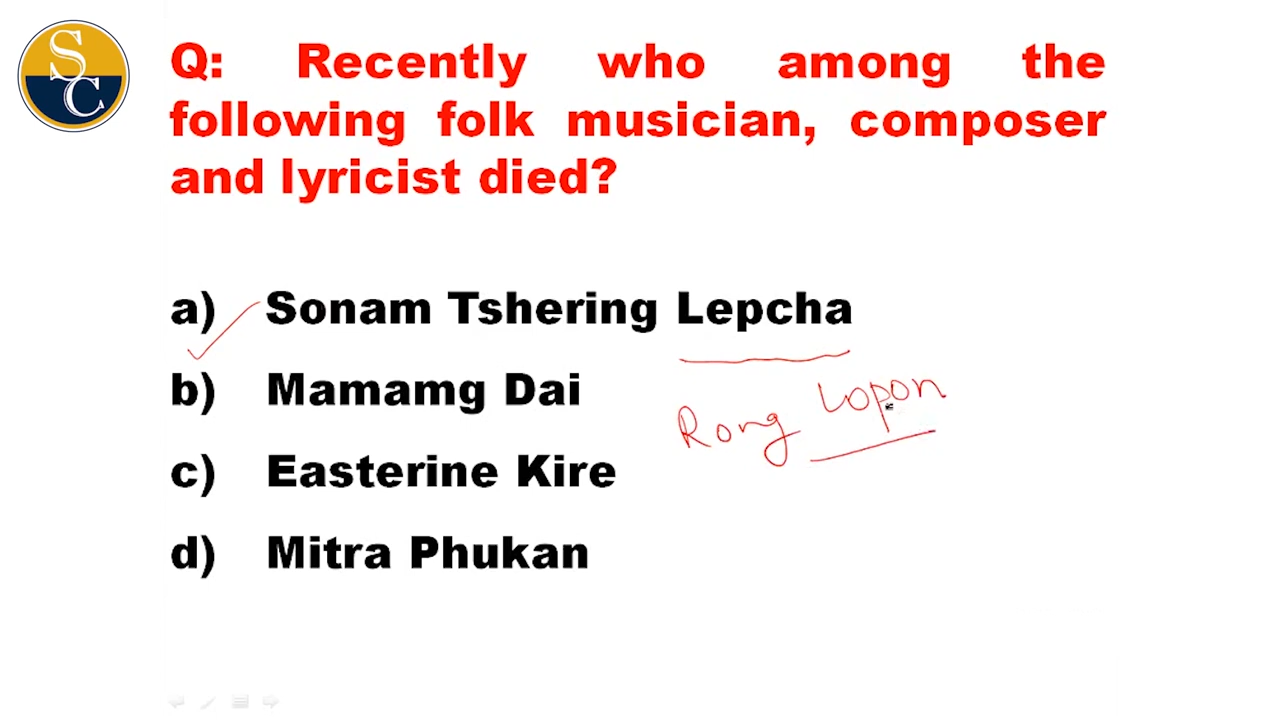 SC
Q: Recently who among the
following folk musician, composer
and lyricist died?
a) Sonam Tshering Lepcha
b) Mamamg Dai
Rong Lopon
c) Easterine Kire
d) Mitra Phukan